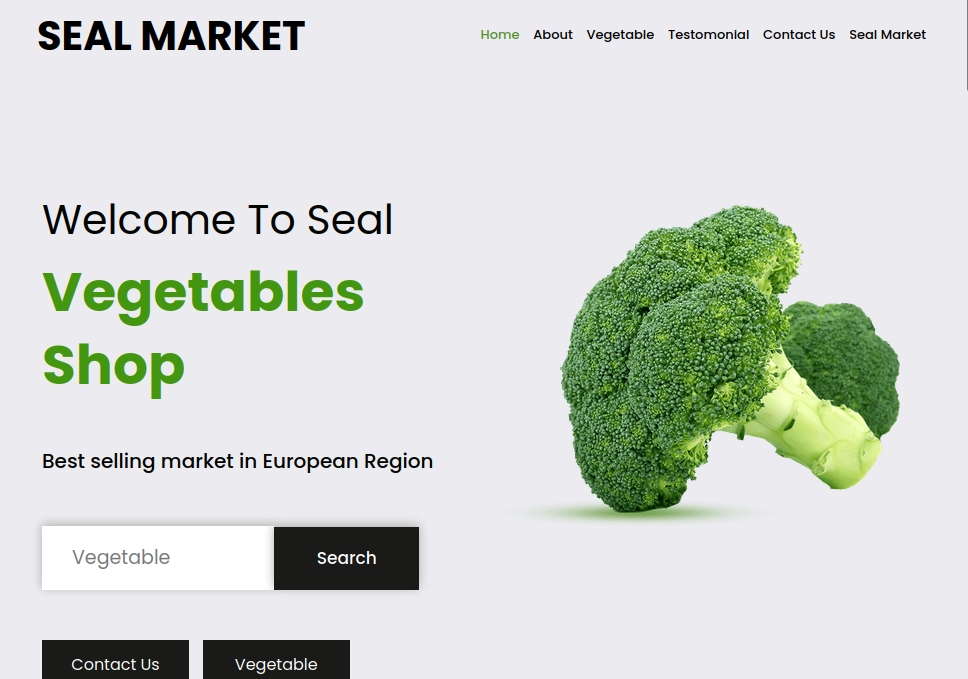 SEAL MARKET
Home About Vegetable Testomonial Contact Us Seal Market
Welcome To Seal
Vegetables
Shop
Best selling market in European Region
Vegetable Search
Contact Us Vegetable